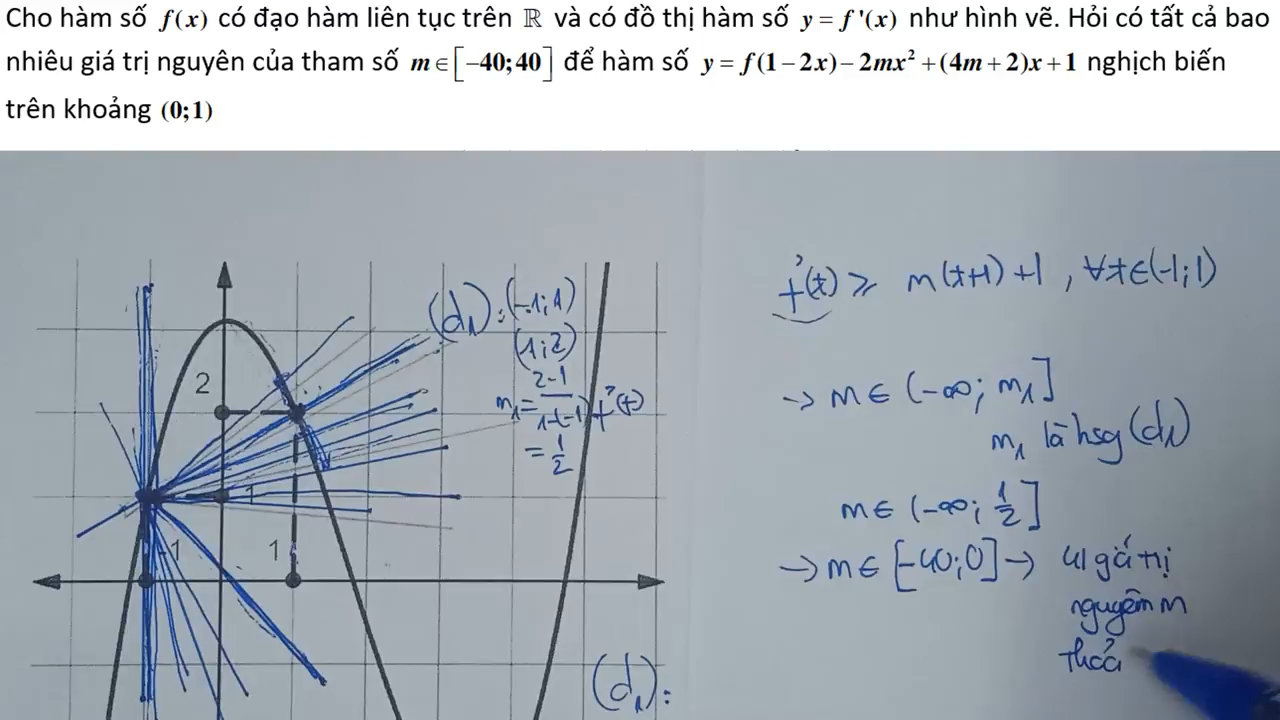 Cho hàm số f(x) có đạo hàm liên tục trên ℝ và có đồ thị hàm số y = f '(x) như hình vẽ. Hỏi có tất cả bao
nhiêu giá trị nguyên của tham số m ∈ [−40; 40] để hàm số y = f(1 − 2x) − 2mx² + (4m + 2)x + 1 nghịch biến
trên khoảng (0;1)
f'(t) ≥ m(t+1) + 1 , ∀t∈(-1;1)
(d₁): (-1;1)
(1;2)
m₁ = \frac{2-1}{1-(-1)}
= \frac{1}{2}
f'(t)
→ m ∈ (-∞; m₁]
m₁ là hsg (d₁)
m ∈ (-∞; \frac{1}{2}]
→ m ∈ [-40; 0] → 41 giá trị
nguyên m
thoả
2
1
-1
1
(d₁):